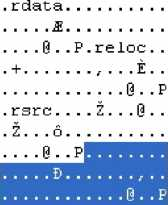 .rdata..........
.....Æ..........
....@..P.reloc..
.+.......,...È..
............@..P
.rsrc...Ž...@...
Ž...ô...........
....@..P........
.....Ð.......,..
............@..P